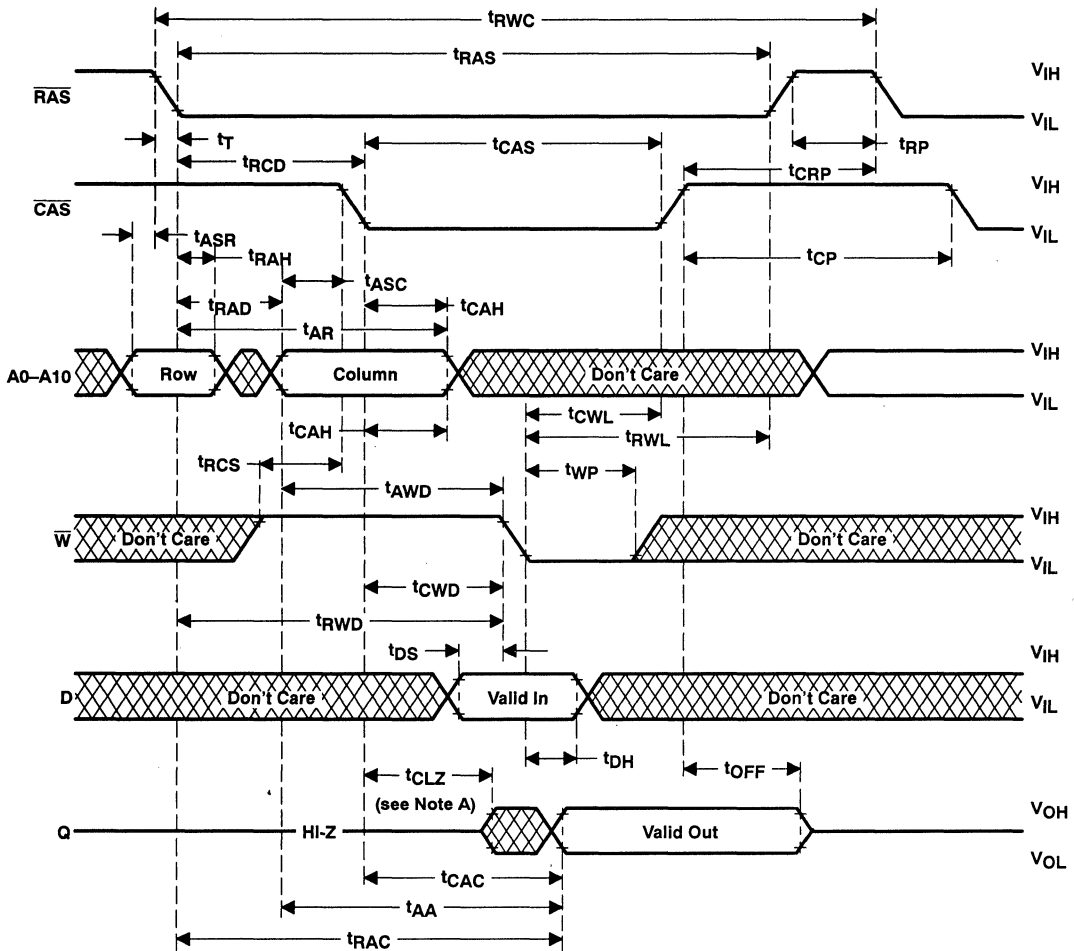 tRWC
tRAS
RAS
VIH
VIL
tT
tRP
tRCD
tCAS
tCRP
CAS
VIH
VIL
tASR
tRAH
tCP
tASC
tRAD
tCAH
tAR
A0–A10
Row
Column
Don't Care
VIH
VIL
tCAH
tCWL
tRWL
tRCS
tWP
tAWD
W
Don't Care
Don't Care
VIH
VIL
tCWD
tRWD
tDS
D
Don't Care
Valid In
Don't Care
VIH
VIL
tDH
tCLZ
tOFF
(see Note A)
Q
HI-Z
Valid Out
VOH
VOL
tCAC
tAA
tRAC